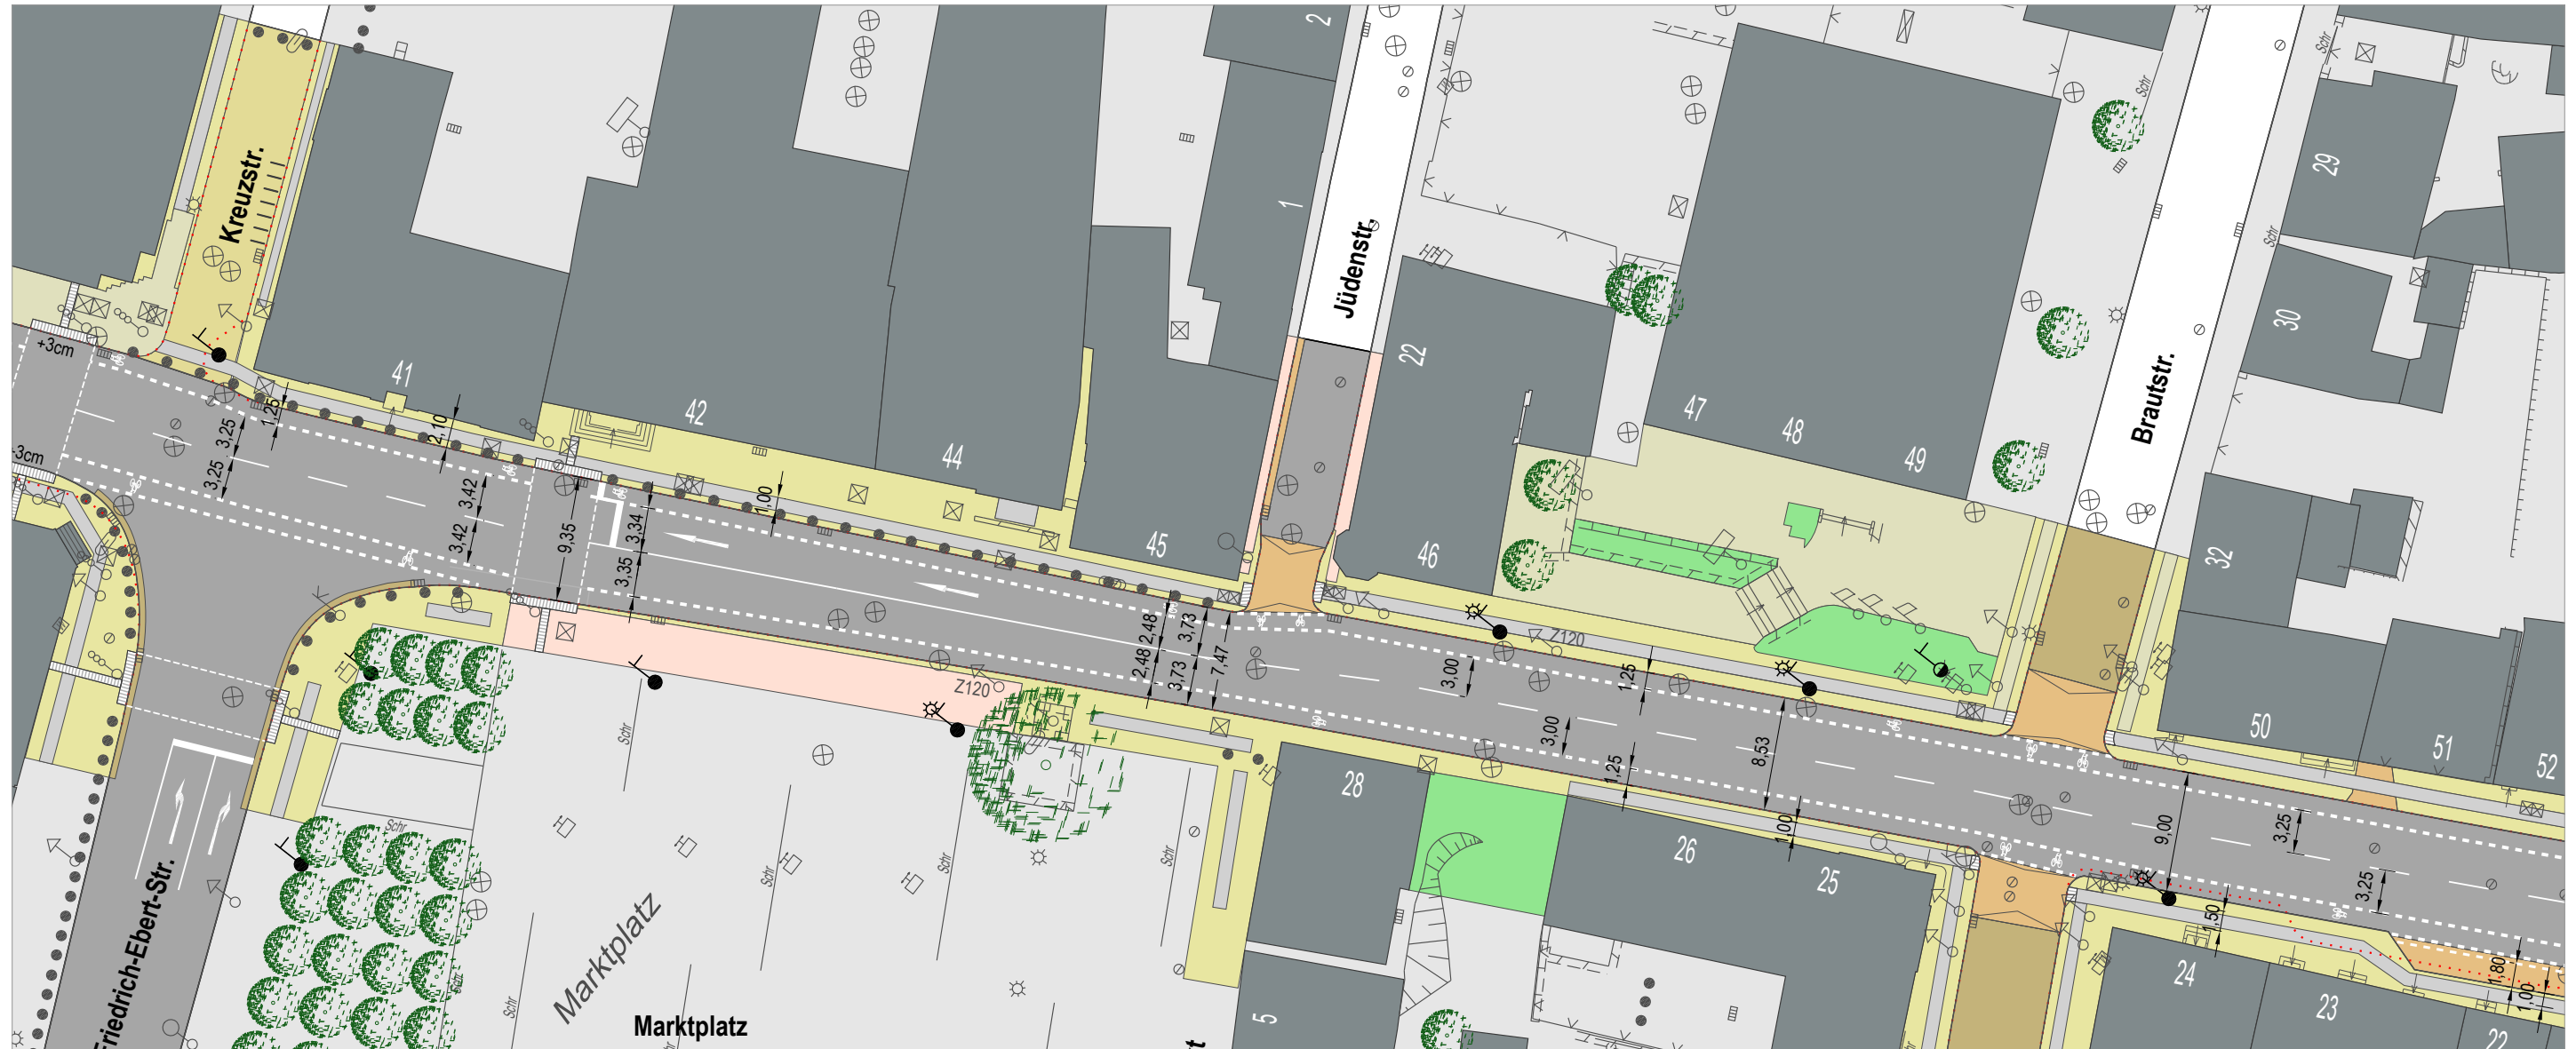 Kreuzstr.
Jüdenstr.
Brautstr.
Friedrich-Ebert-Str.
Marktplatz
Marktplatz
+3cm
-3cm
2
1
41
42
44
45
22
46
47
48
49
29
30
32
50
51
52
28
26
25
24
23
22
5
Z120
Z120
1,25
2,10
3,25
3,25
3,42
3,42
9,35
3,34
3,35
1,00
2,48
2,48
3,73
3,73
7,47
3,00
3,00
1,25
1,25
8,53
1,00
9,00
3,25
3,25
1,50
1,80
1,00
Schr
Schr
Schr
Schr
Schr
Schr
Schr
Schr
Schr
Schr